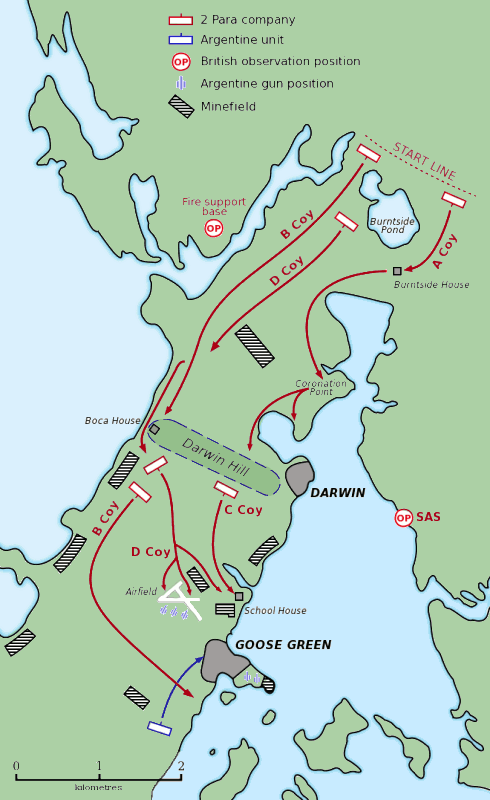 2 Para company
Argentine unit
OP
British observation position
Argentine gun position
Minefield
START LINE
Fire support
base
OP
B Coy
D Coy
Burntside
Pond
A Coy
Burntside House
Coronation
Point
Boca House
Darwin Hill
DARWIN
C Coy
B Coy
OP
SAS
D Coy
Airfield
School House
GOOSE GREEN
0
1
2
kilometres